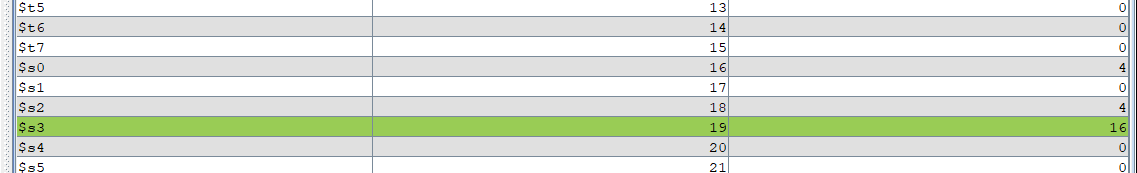 $t5 13 0
$t6 14 0
$t7 15 0
$s0 16 4
$s1 17 0
$s2 18 4
$s3 19 16
$s4 20 0
$s5 21 0